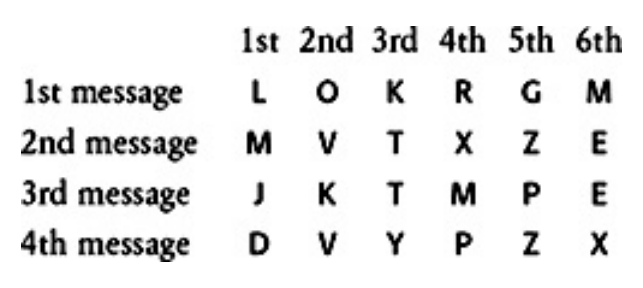 1st 2nd 3rd 4th 5th 6th
1st message L O K R G M
2nd message M V T X Z E
3rd message J K T M P E
4th message D V Y P Z X